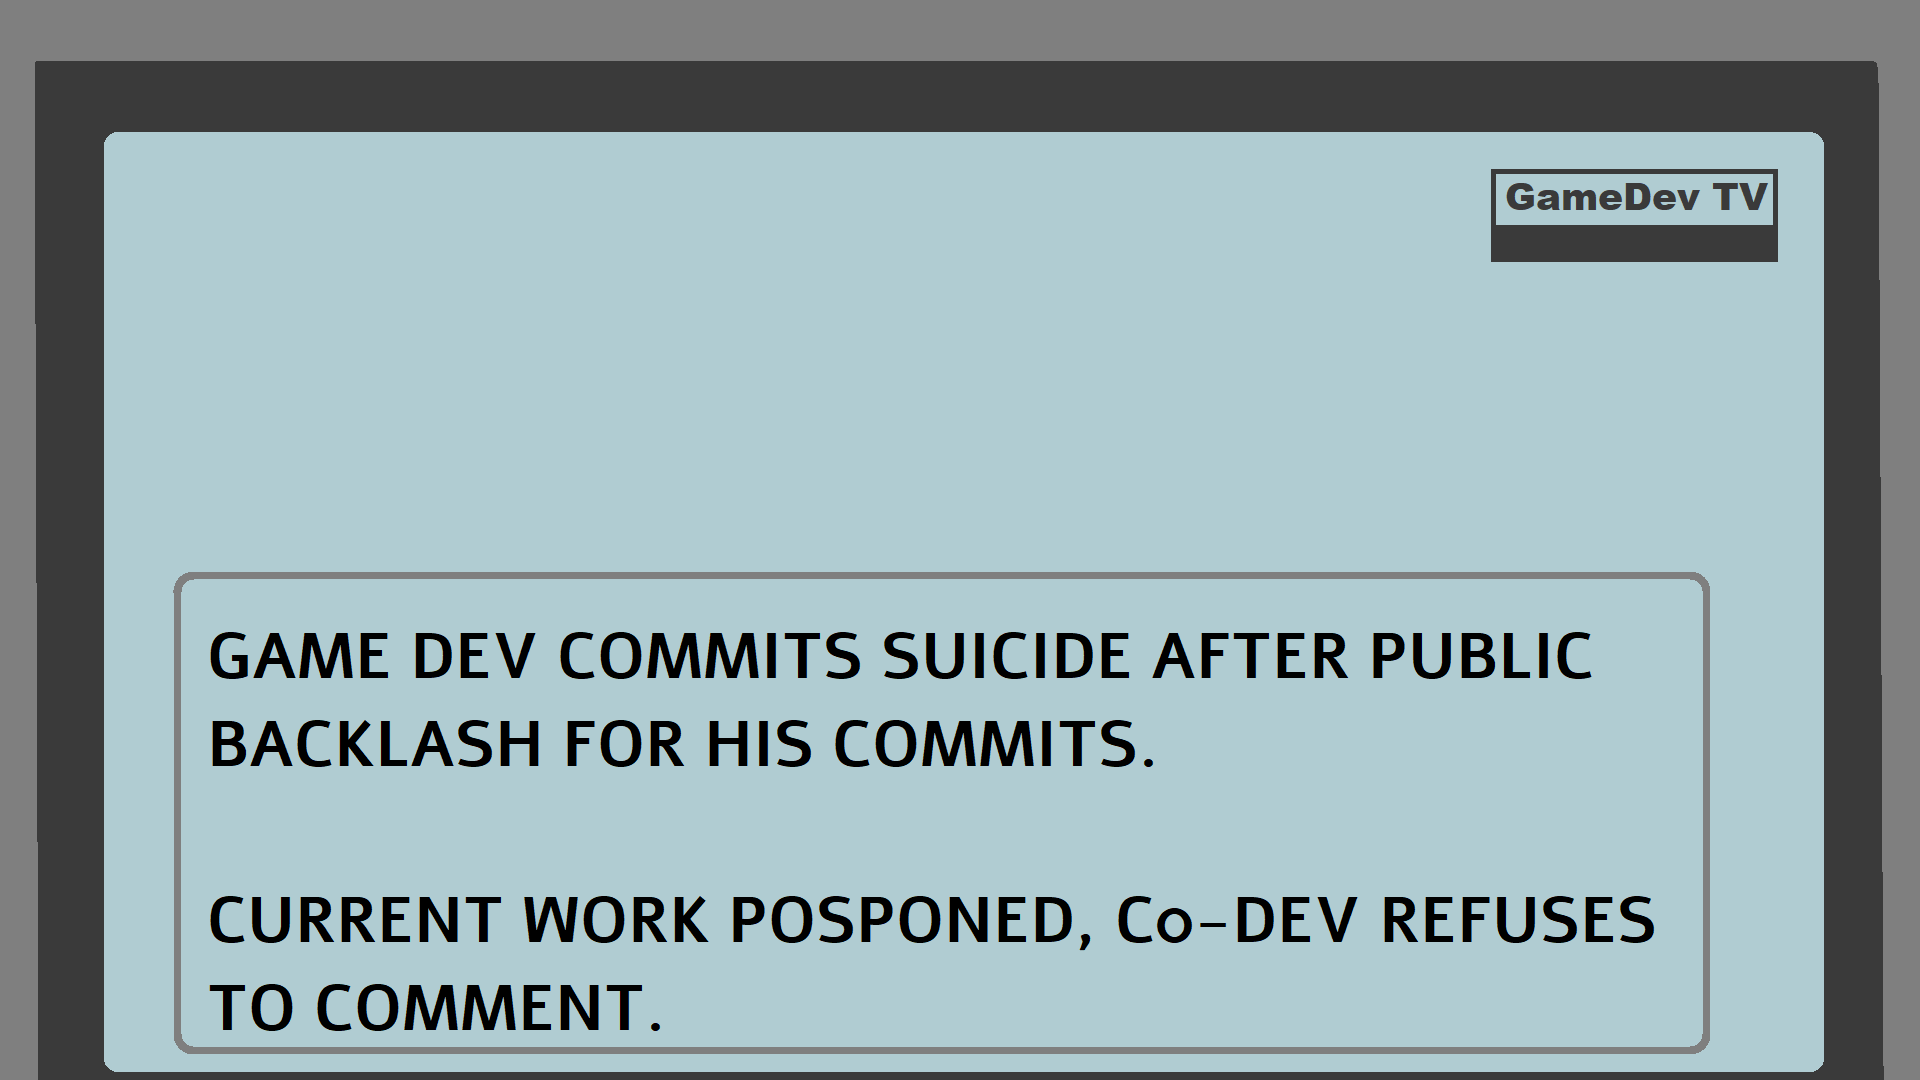 GameDev TV
GAME DEV COMMITS SUICIDE AFTER PUBLIC
BACKLASH FOR HIS COMMITS.
CURRENT WORK POSPONED, Co-DEV REFUSES
TO COMMENT.